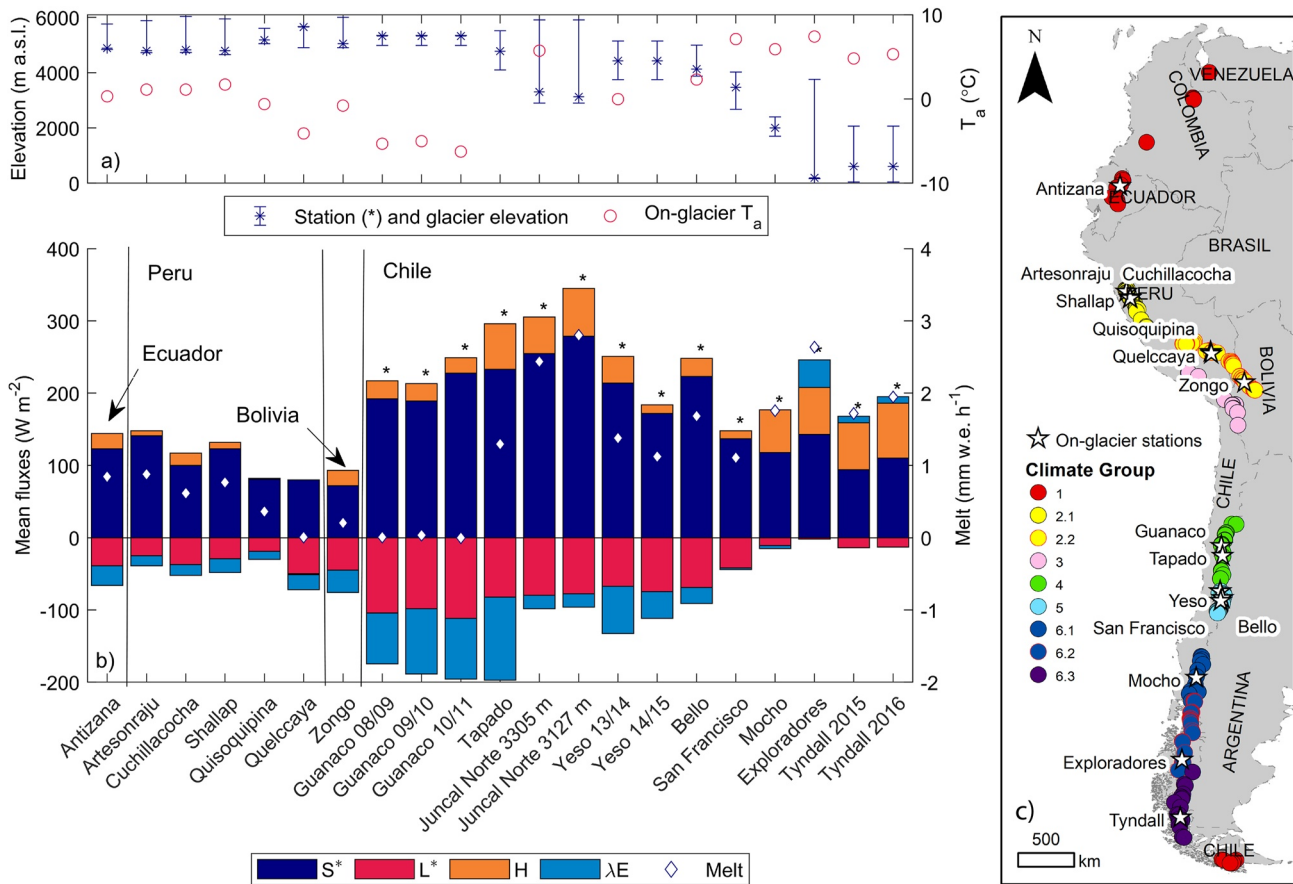 6000
4000
2000
0
Elevation (m a.s.l.)
a)
10
0
-10
T_a (°C)
Station (*) and glacier elevation
On-glacier T_a
400
300
200
100
0
-100
-200
Mean fluxes (W m-2)
Ecuador
Peru
Bolivia
Chile
* * * * * * * * * * * * * *
b)
4
3
2
1
0
-1
-2
Melt (mm w.e. h-1)
Antizana
Artesonraju
Cuchillacocha
Shallap
Quisoquipina
Quelccaya
Zongo
Guanaco 08/09
Guanaco 09/10
Guanaco 10/11
Tapado
Juncal Norte 3305 m
Juncal Norte 3127 m
Yeso 13/14
Yeso 14/15
Bello
San Francisco
Mocho
Exploradores
Tyndall 2015
Tyndall 2016
S* L* H λE Melt
N
VENEZUELA
COLOMBIA
Antizana
ECUADOR
BRASIL
Artesonraju Cuchillacocha
Shallap PERU
Quisoquipina
Quelccaya
BOLIVIA
Zongo
On-glacier stations
Climate Group
1
2.1
2.2
3
4
5
6.1
6.2
6.3
CHILE
Guanaco
Tapado
Yeso
San Francisco Bello
Mocho
ARGENTINA
Exploradores
Tyndall
c)
500
km
CHILE